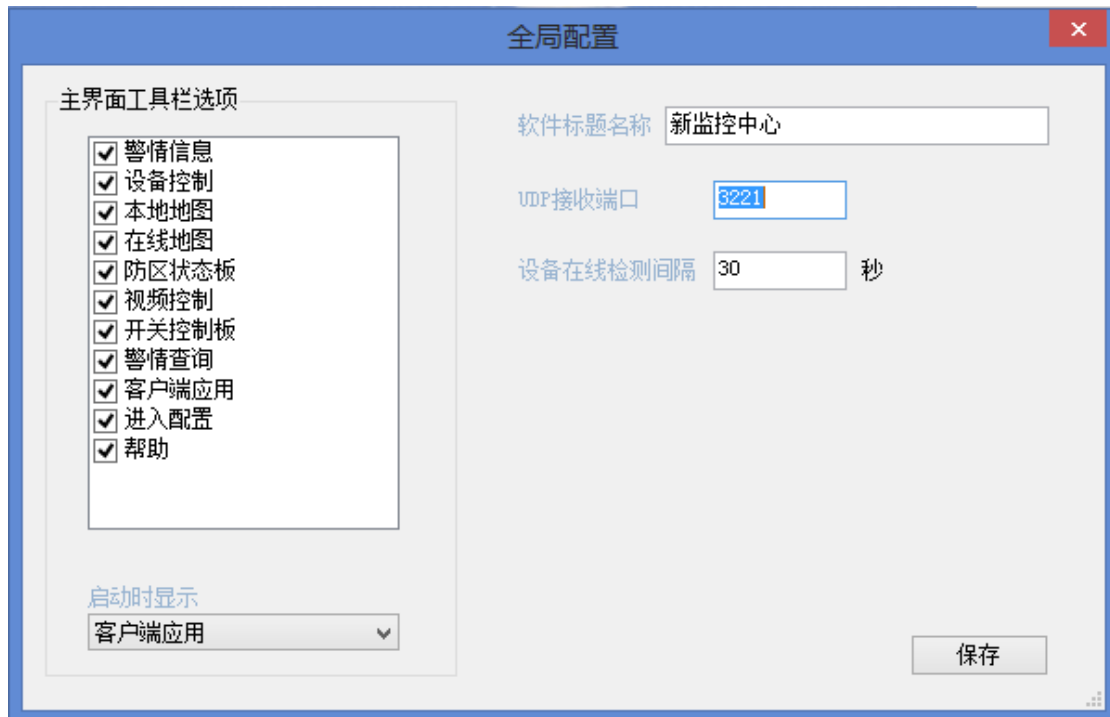 全局配置
主界面工具栏选项
警情信息
设备控制
本地地图
在线地图
防区状态板
视频控制
开关控制板
警情查询
客户端应用
进入配置
帮助
启动时显示
客户端应用
软件标题名称 新监控中心
UDP接收端口 3221
设备在线检测间隔 30 秒
保存